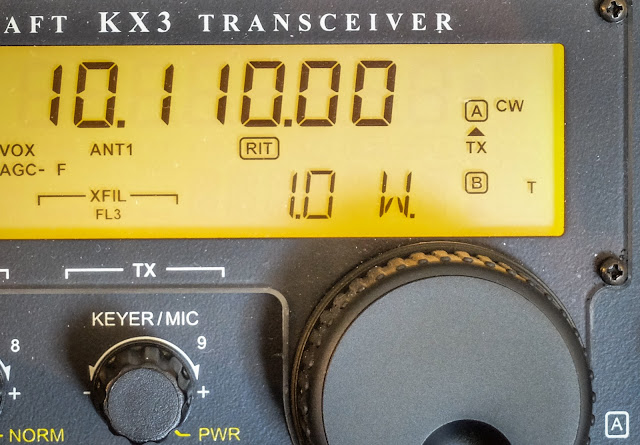 AFT KX3 TRANSCEIVER
10.110.00
A CW
VOX ANT1 RIT TX
AGC- F
XFIL
FL3
1.0 W.
B T
TX
KEYER/MIC
8 9
+ - +
- NORM PWR
A